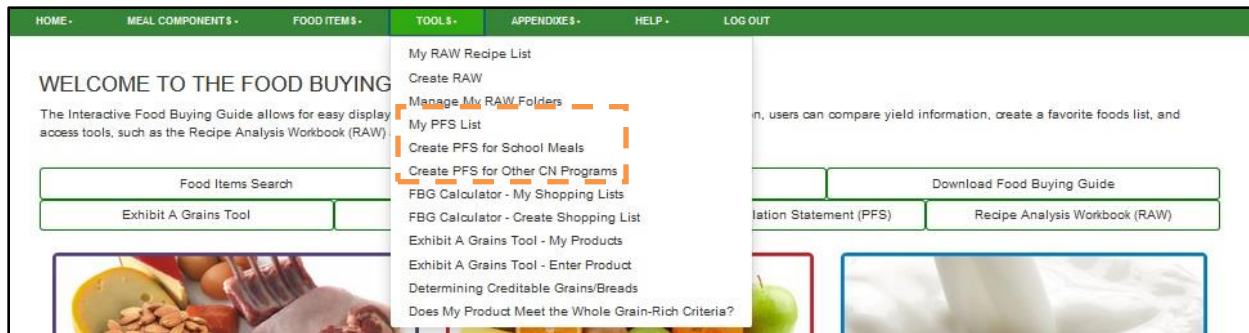 HOME MEAL COMPONENTS FOOD ITEMS TOOLS APPENDIXES HELP LOG OUT
My RAW Recipe List
Create RAW
Manage My RAW Folders
My PFS List
Create PFS for School Meals
Create PFS for Other CN Programs
FBG Calculator - My Shopping Lists
FBG Calculator - Create Shopping List
Exhibit A Grains Tool - My Products
Exhibit A Grains Tool - Enter Product
Determining Creditable Grains/Breads
Does My Product Meet the Whole Grain-Rich Criteria?
WELCOME TO THE FOOD BUYING
The Interactive Food Buying Guide allows for easy display n, users can compare yield information, create a favorite foods list, and
access tools, such as the Recipe Analysis Workbook (RAW)
Food Items Search Download Food Buying Guide
Exhibit A Grains Tool lation Statement (PFS) Recipe Analysis Workbook (RAW)